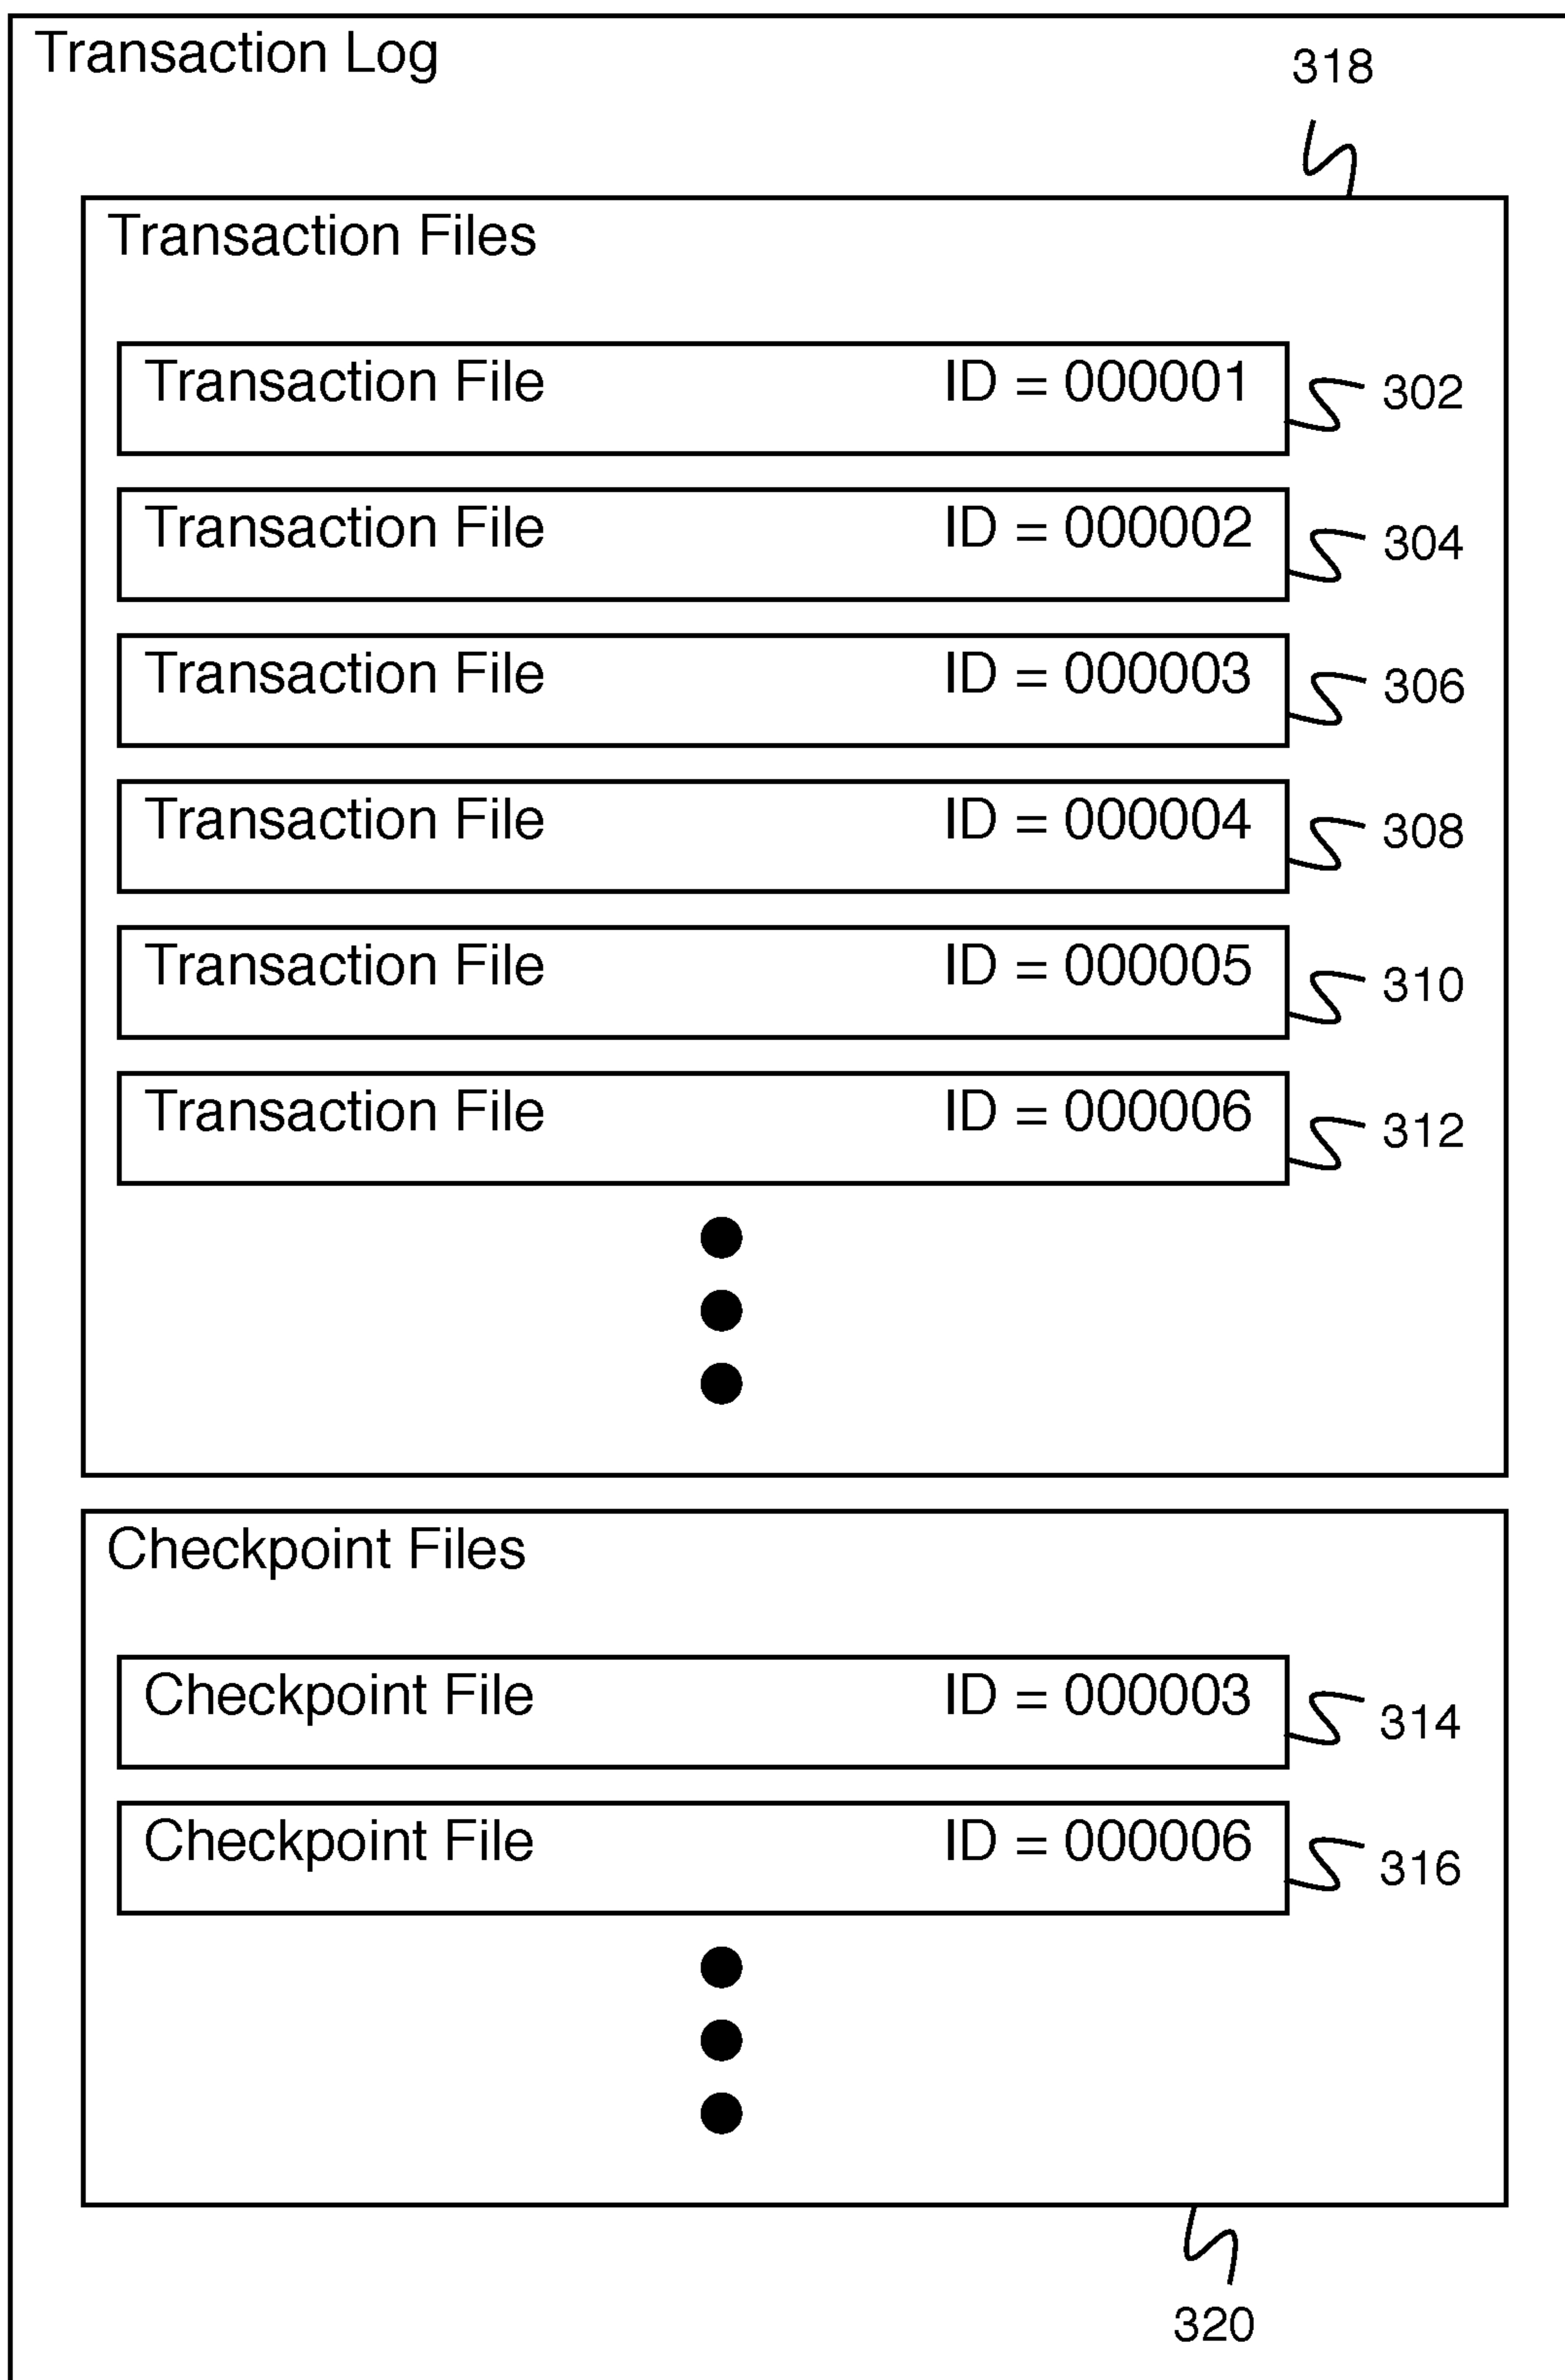 Transaction Log
318
Transaction Files
Transaction File ID = 000001 302
Transaction File ID = 000002 304
Transaction File ID = 000003 306
Transaction File ID = 000004 308
Transaction File ID = 000005 310
Transaction File ID = 000006 312
Checkpoint Files
Checkpoint File ID = 000003 314
Checkpoint File ID = 000006 316
320